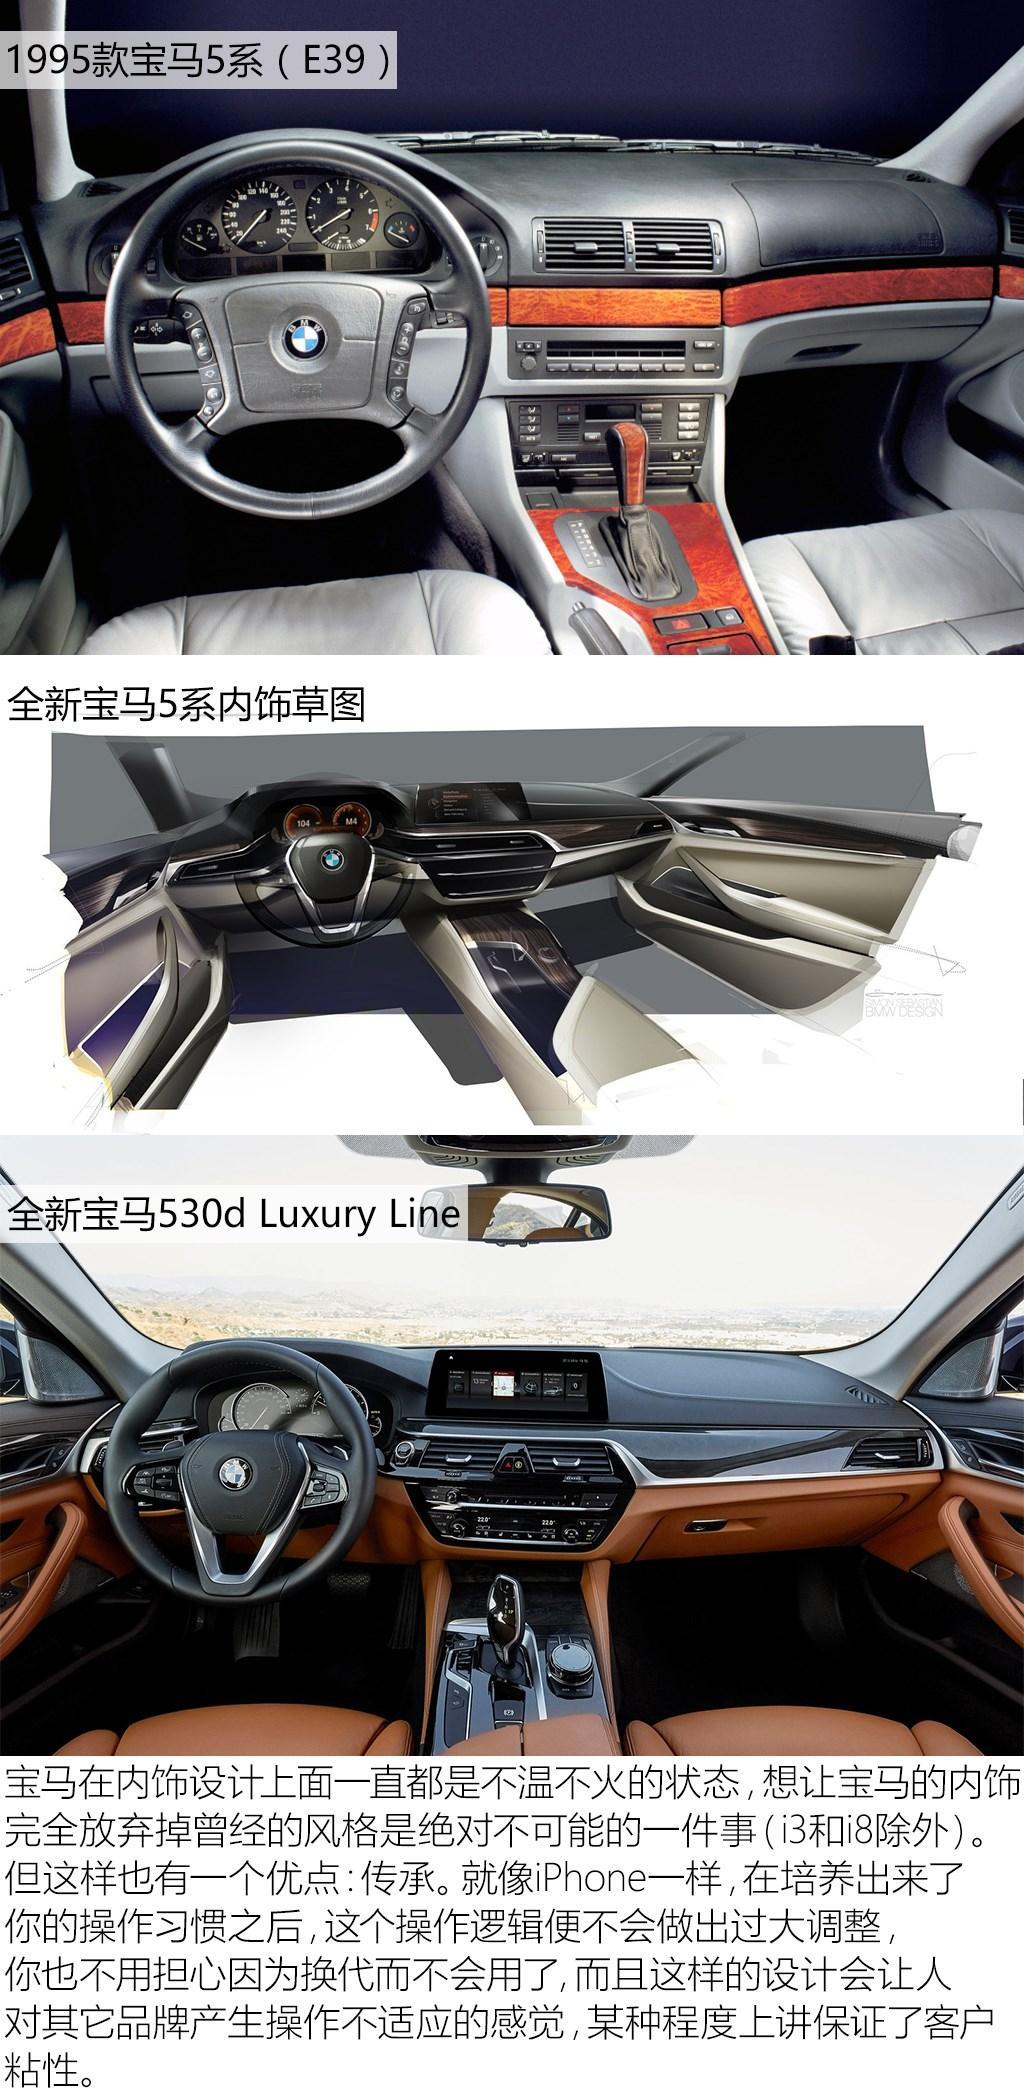 1995款宝马5系（E39）
全新宝马5系内饰草图
104
M4
SIMON SEBASTIAN
BMW DESIGN
全新宝马530d Luxury Line
22.0°
22.0°
宝马在内饰设计上面一直都是不温不火的状态,想让宝马的内饰
完全放弃掉曾经的风格是绝对不可能的一件事(i3和i8除外)。
但这样也有一个优点:传承。就像iPhone一样,在培养出来了
你的操作习惯之后,这个操作逻辑便不会做出过大调整,
你也不用担心因为换代而不会用了,而且这样的设计会让人
对其它品牌产生操作不适应的感觉,某种程度上讲保证了客户
粘性。